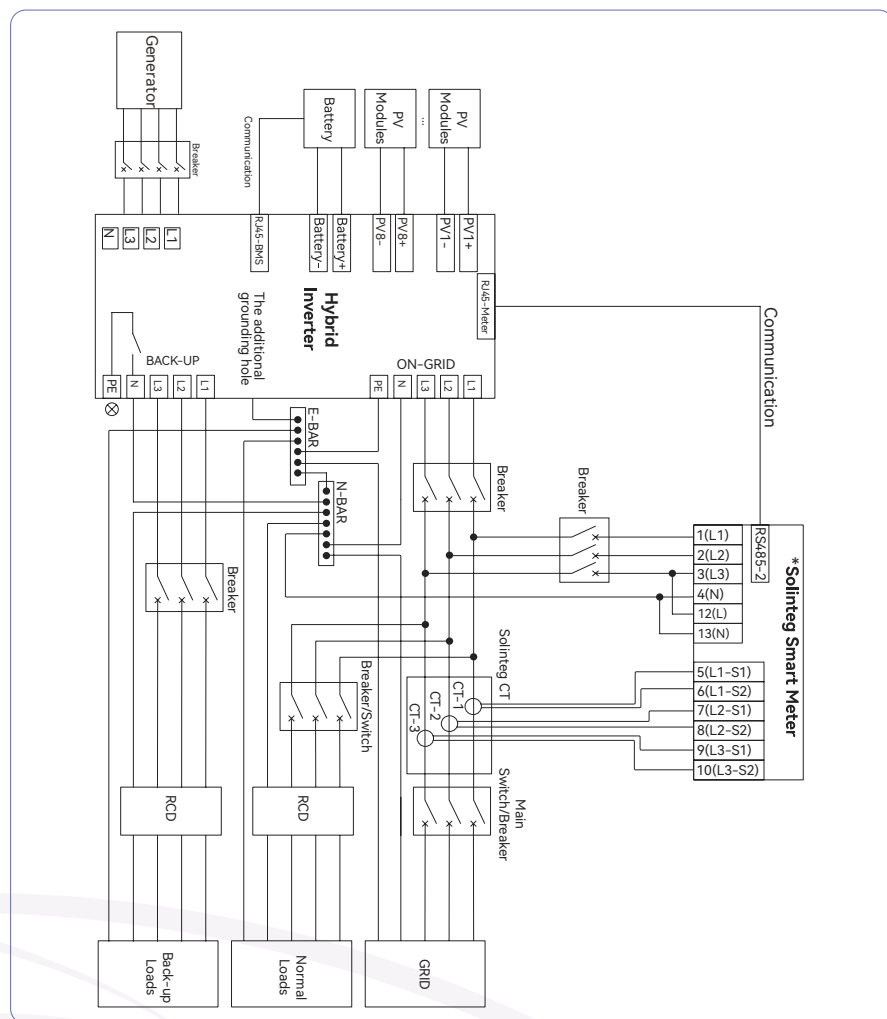 Generator
Breaker
Communication
Battery
PV
Modules
...
PV
Modules
L1
L2
L3
N
RJ45-BMS
Battery-
Battery+
PV8-
PV8+
PV1-
PV1+
RJ45-Meter
Hybrid
Inverter
The additional
grounding hole
BACK-UP
ON-GRID
PE
N
L3
L2
L1
PE
N
L3
L2
L1
Communication
E-BAR
N-BAR
Breaker
Breaker
Breaker
RS485-2
*Solinteg Smart Meter
1(L1)
2(L2)
3(L3)
4(N)
12(L)
13(N)
5(L1-S1)
6(L1-S2)
7(L2-S1)
8(L2-S2)
9(L3-S1)
10(L3-S2)
Solinteg CT
CT-1
CT-2
CT-3
Breaker/Switch
Main
Switch/Breaker
RCD
RCD
Back-up
Loads
Normal
Loads
GRID